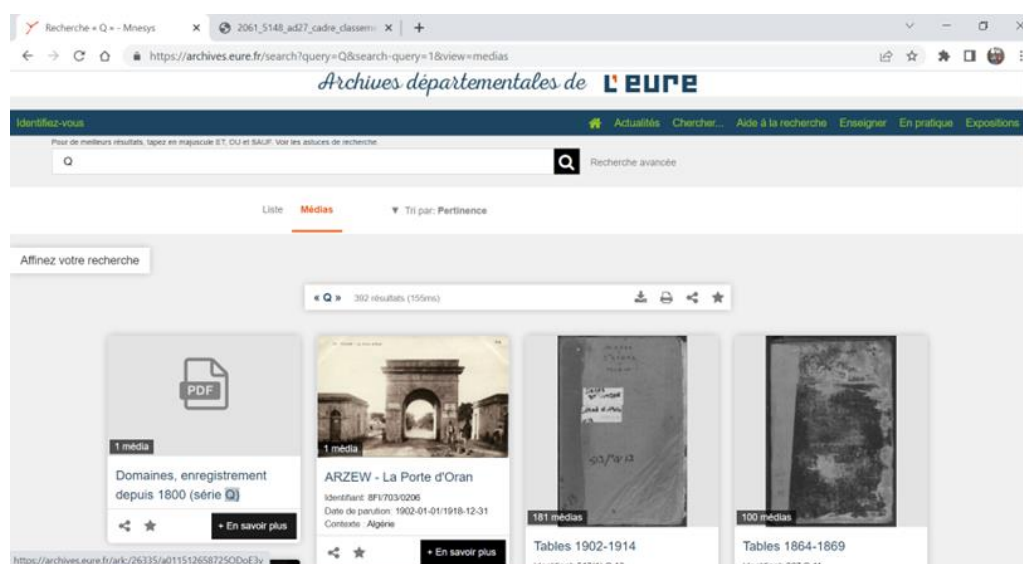 Recherche « Q » - Mnesys
2061_5148_ad27_cadre_classeme
https://archives.eure.fr/search?query=Q&search-query=1&view=medias
Archives départementales de L'EURE
Identifiez-vous
Actualités Chercher... Aide à la recherche Enseigner En pratique Expositions
Pour de meilleurs résultats, tapez en majuscule ET, OU et SAUF. Voir les astuces de recherche.
Q
Recherche avancée
Liste Médias ▼ Tri par: Pertinence
Affinez votre recherche
« Q » 392 résultats (155ms)
PDF
1 média
Domaines, enregistrement
depuis 1800 (série Q)
+ En savoir plus
1 média
ARZEW - La Porte d'Oran
Identifiant: 8FI/703/0206
Date de parution: 1902-01-01/1918-12-31
Contexte : Algérie
+ En savoir plus
181 médias
Tables 1902-1914
100 médias
Tables 1864-1869